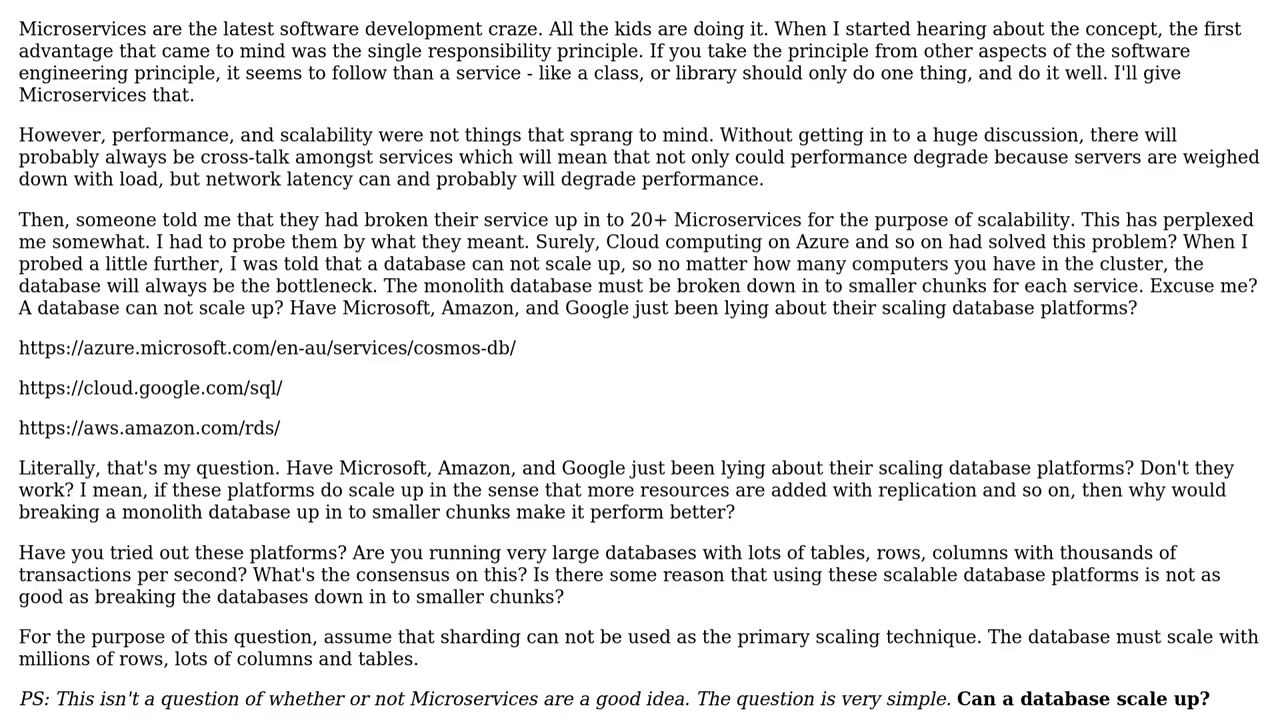 Microservices are the latest software development craze. All the kids are doing it. When I started hearing about the concept, the first
advantage that came to mind was the single responsibility principle. If you take the principle from other aspects of the software
engineering principle, it seems to follow than a service - like a class, or library should only do one thing, and do it well. I'll give
Microservices that.
However, performance, and scalability were not things that sprang to mind. Without getting in to a huge discussion, there will
probably always be cross-talk amongst services which will mean that not only could performance degrade because servers are weighed
down with load, but network latency can and probably will degrade performance.
Then, someone told me that they had broken their service up in to 20+ Microservices for the purpose of scalability. This has perplexed
me somewhat. I had to probe them by what they meant. Surely, Cloud computing on Azure and so on had solved this problem? When I
probed a little further, I was told that a database can not scale up, so no matter how many computers you have in the cluster, the
database will always be the bottleneck. The monolith database must be broken down in to smaller chunks for each service. Excuse me?
A database can not scale up? Have Microsoft, Amazon, and Google just been lying about their scaling database platforms?
https://azure.microsoft.com/en-au/services/cosmos-db/
https://cloud.google.com/sql/
https://aws.amazon.com/rds/
Literally, that's my question. Have Microsoft, Amazon, and Google just been lying about their scaling database platforms? Don't they
work? I mean, if these platforms do scale up in the sense that more resources are added with replication and so on, then why would
breaking a monolith database up in to smaller chunks make it perform better?
Have you tried out these platforms? Are you running very large databases with lots of tables, rows, columns with thousands of
transactions per second? What's the consensus on this? Is there some reason that using these scalable database platforms is not as
good as breaking the databases down in to smaller chunks?
For the purpose of this question, assume that sharding can not be used as the primary scaling technique. The database must scale with
millions of rows, lots of columns and tables.
PS: This isn't a question of whether or not Microservices are a good idea. The question is very simple. Can a database scale up?